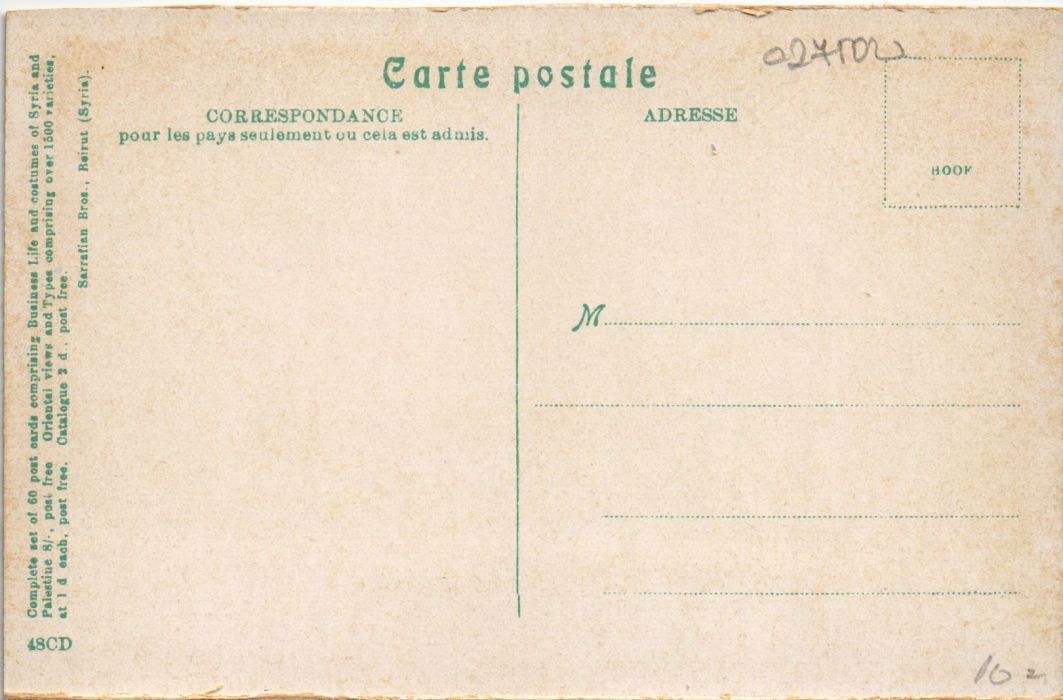 Carte postale
CORRESPONDANCE
pour les pays seulement ou cela est admis.
ADRESSE
HOOF
M
Complete set of 60 post cards comprising Business Life and costumes of Syria and
Palestine 8/-, post free Oriental views and Types comprising over 1500 varieties,
at 1 d each, post free. Catalogue 2 d., post free.
Sarrafian Bros., Beirut (Syria).
48CD
10 =